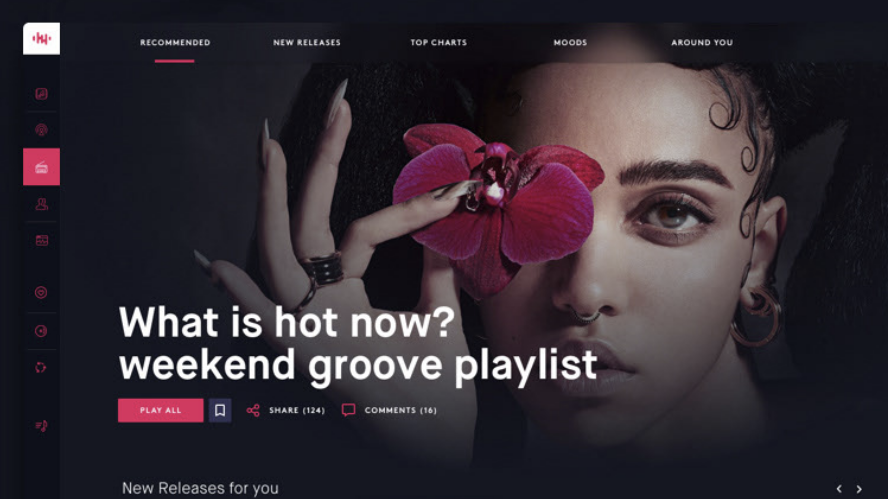 RECOMMENDED NEW RELEASES TOP CHARTS MOODS AROUND YOU
What is hot now?
weekend groove playlist
PLAY ALL SHARE (124) COMMENTS (16)
New Releases for you